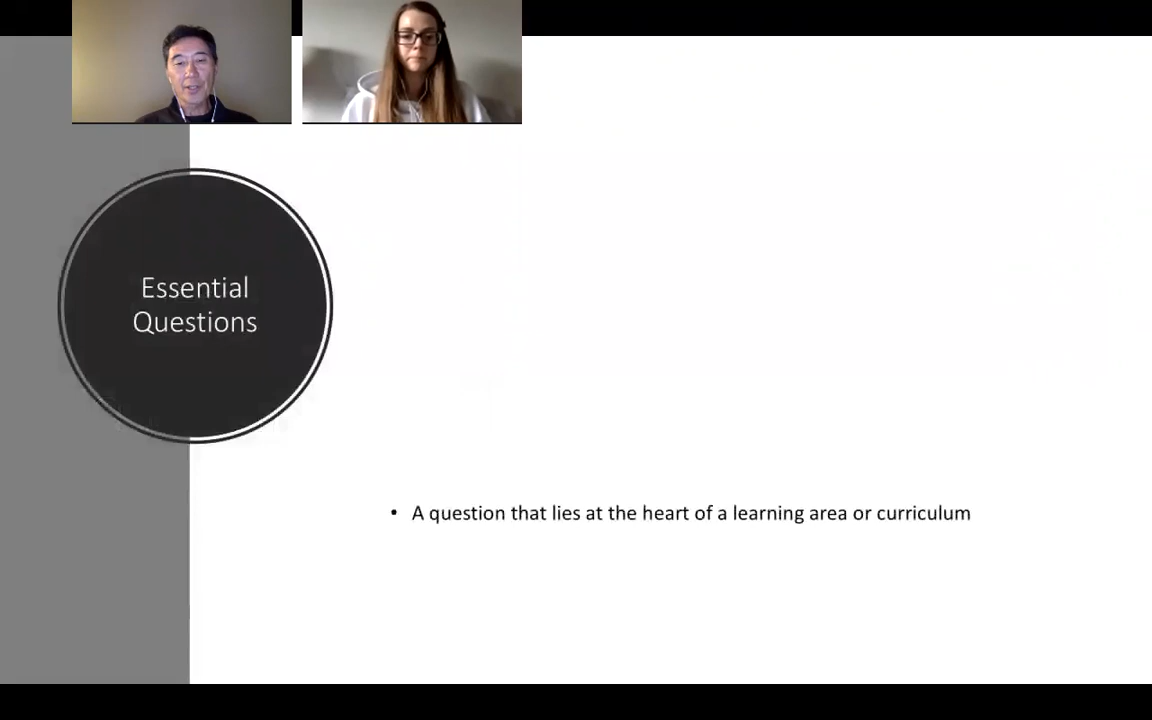 Essential
Questions
• A question that lies at the heart of a learning area or curriculum